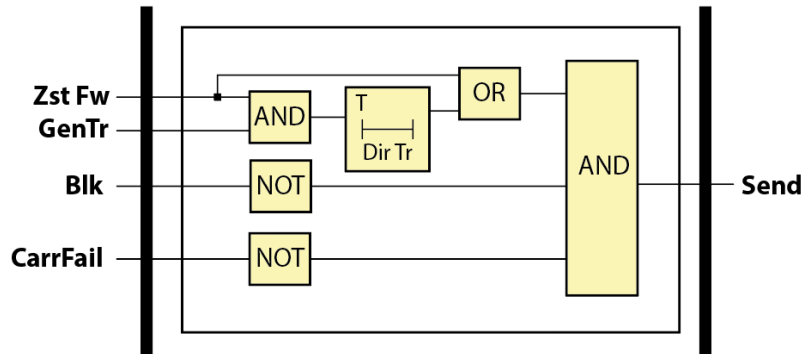 Zst Fw
GenTr
Blk
CarrFail
AND
T
Dir Tr
OR
NOT
NOT
AND
Send